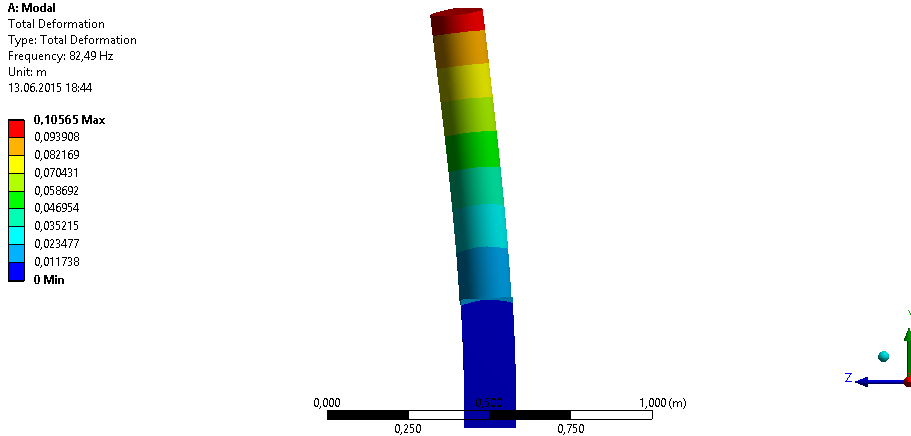 A: Modal
Total Deformation
Type: Total Deformation
Frequency: 82,49 Hz
Unit: m
13.06.2015 18:44
0,10565 Max
0,093908
0,082169
0,070431
0,058692
0,046954
0,035215
0,023477
0,011738
0 Min
0,000
0,500
1,000 (m)
0,250
0,750
Z